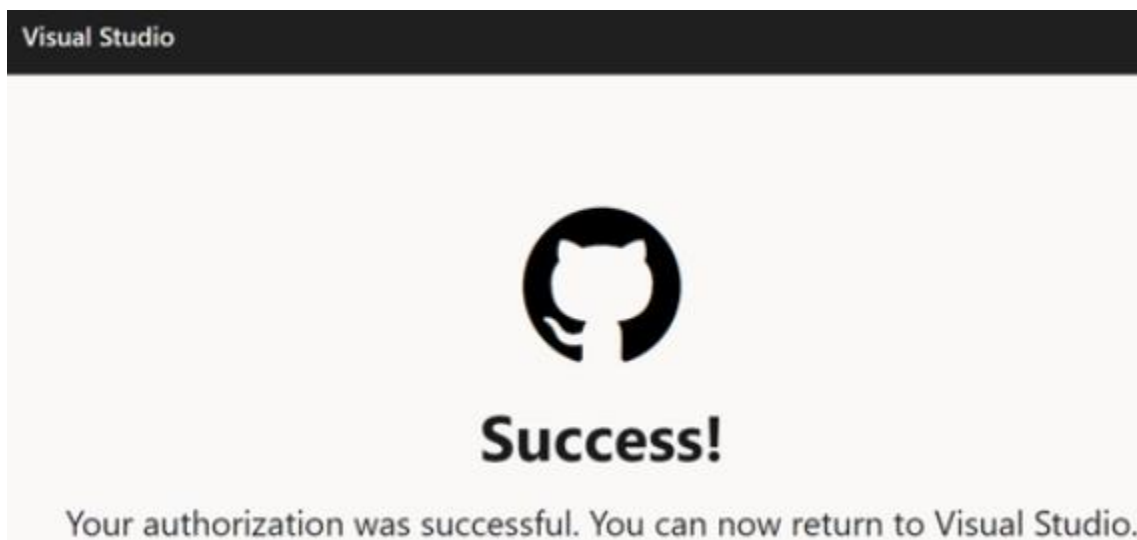 Visual Studio
Success!
Your authorization was successful. You can now return to Visual Studio.